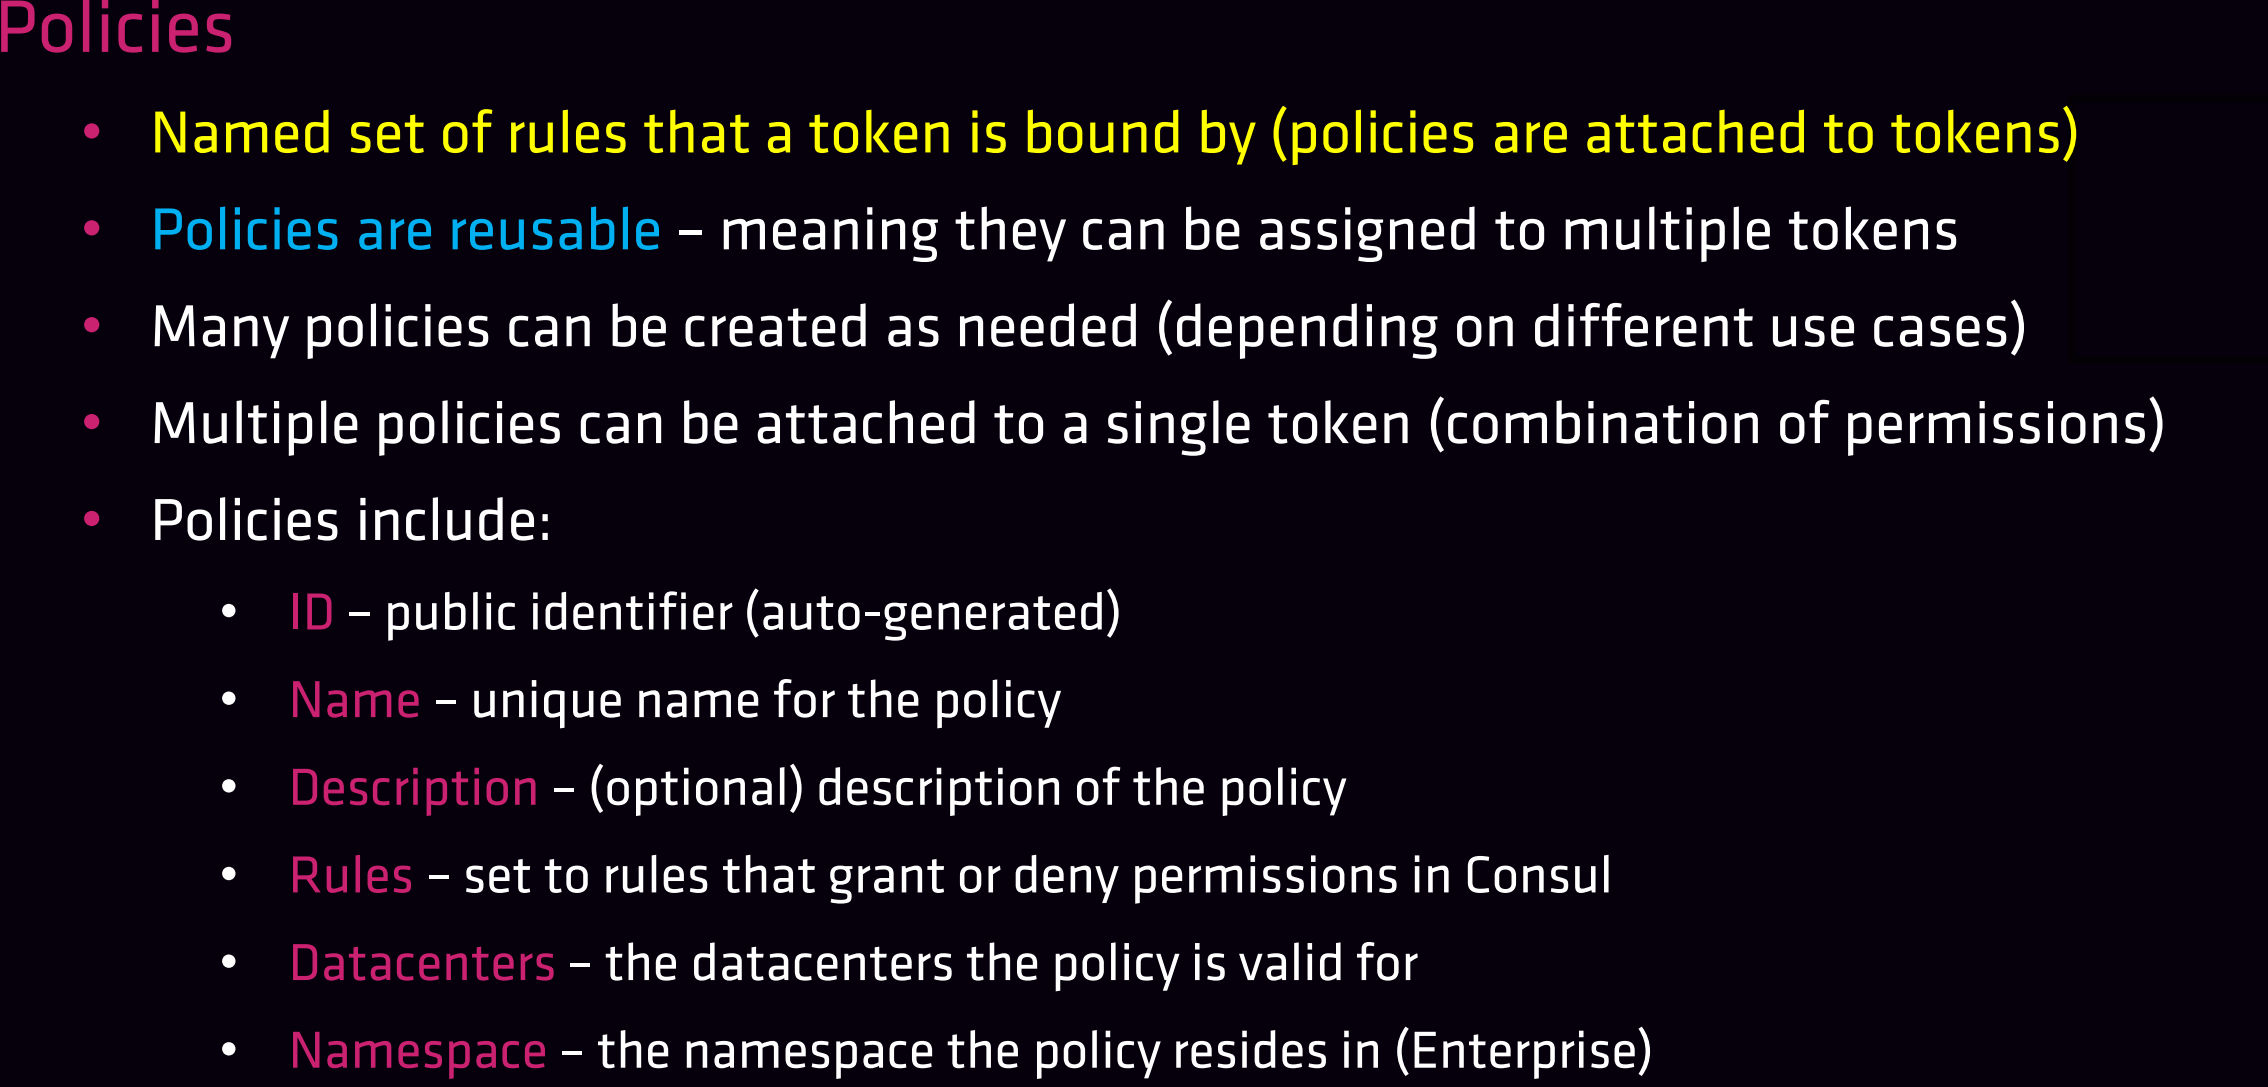 Policies
• Named set of rules that a token is bound by (policies are attached to tokens)
• Policies are reusable – meaning they can be assigned to multiple tokens
• Many policies can be created as needed (depending on different use cases)
• Multiple policies can be attached to a single token (combination of permissions)
• Policies include:
• ID – public identifier (auto-generated)
• Name – unique name for the policy
• Description – (optional) description of the policy
• Rules – set to rules that grant or deny permissions in Consul
• Datacenters – the datacenters the policy is valid for
• Namespace – the namespace the policy resides in (Enterprise)